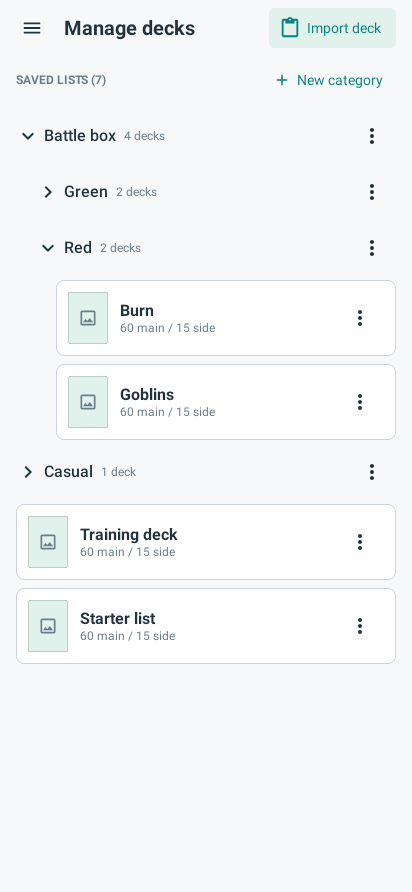 Manage decks
Import deck
SAVED LISTS (7)
New category
Battle box 4 decks
Green 2 decks
Red 2 decks
Burn
60 main / 15 side
Goblins
60 main / 15 side
Casual 1 deck
Training deck
60 main / 15 side
Starter list
60 main / 15 side